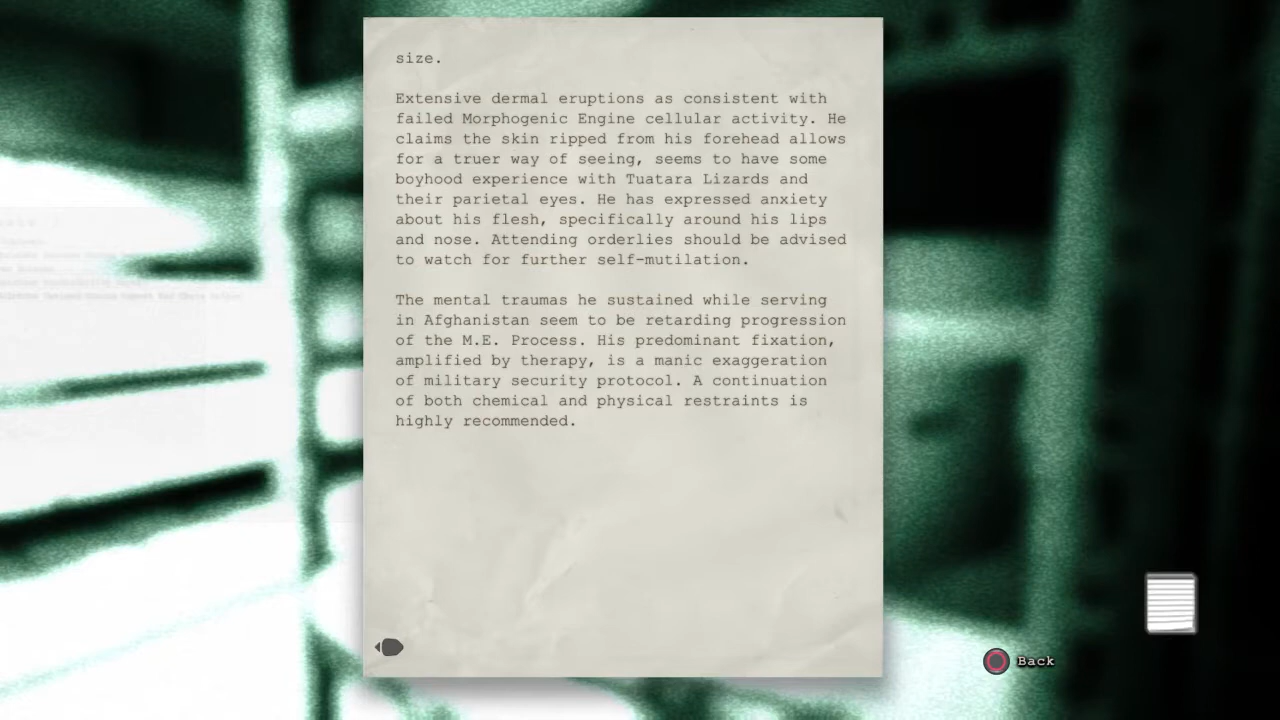 size.
Extensive dermal eruptions as consistent with
failed Morphogenic Engine cellular activity. He
claims the skin ripped from his forehead allows
for a truer way of seeing, seems to have some
boyhood experience with Tuatara Lizards and
their parietal eyes. He has expressed anxiety
about his flesh, specifically around his lips
and nose. Attending orderlies should be advised
to watch for further self-mutilation.
The mental traumas he sustained while serving
in Afghanistan seem to be retarding progression
of the M.E. Process. His predominant fixation,
amplified by therapy, is a manic exaggeration
of military security protocol. A continuation
of both chemical and physical restraints is
highly recommended.
Back